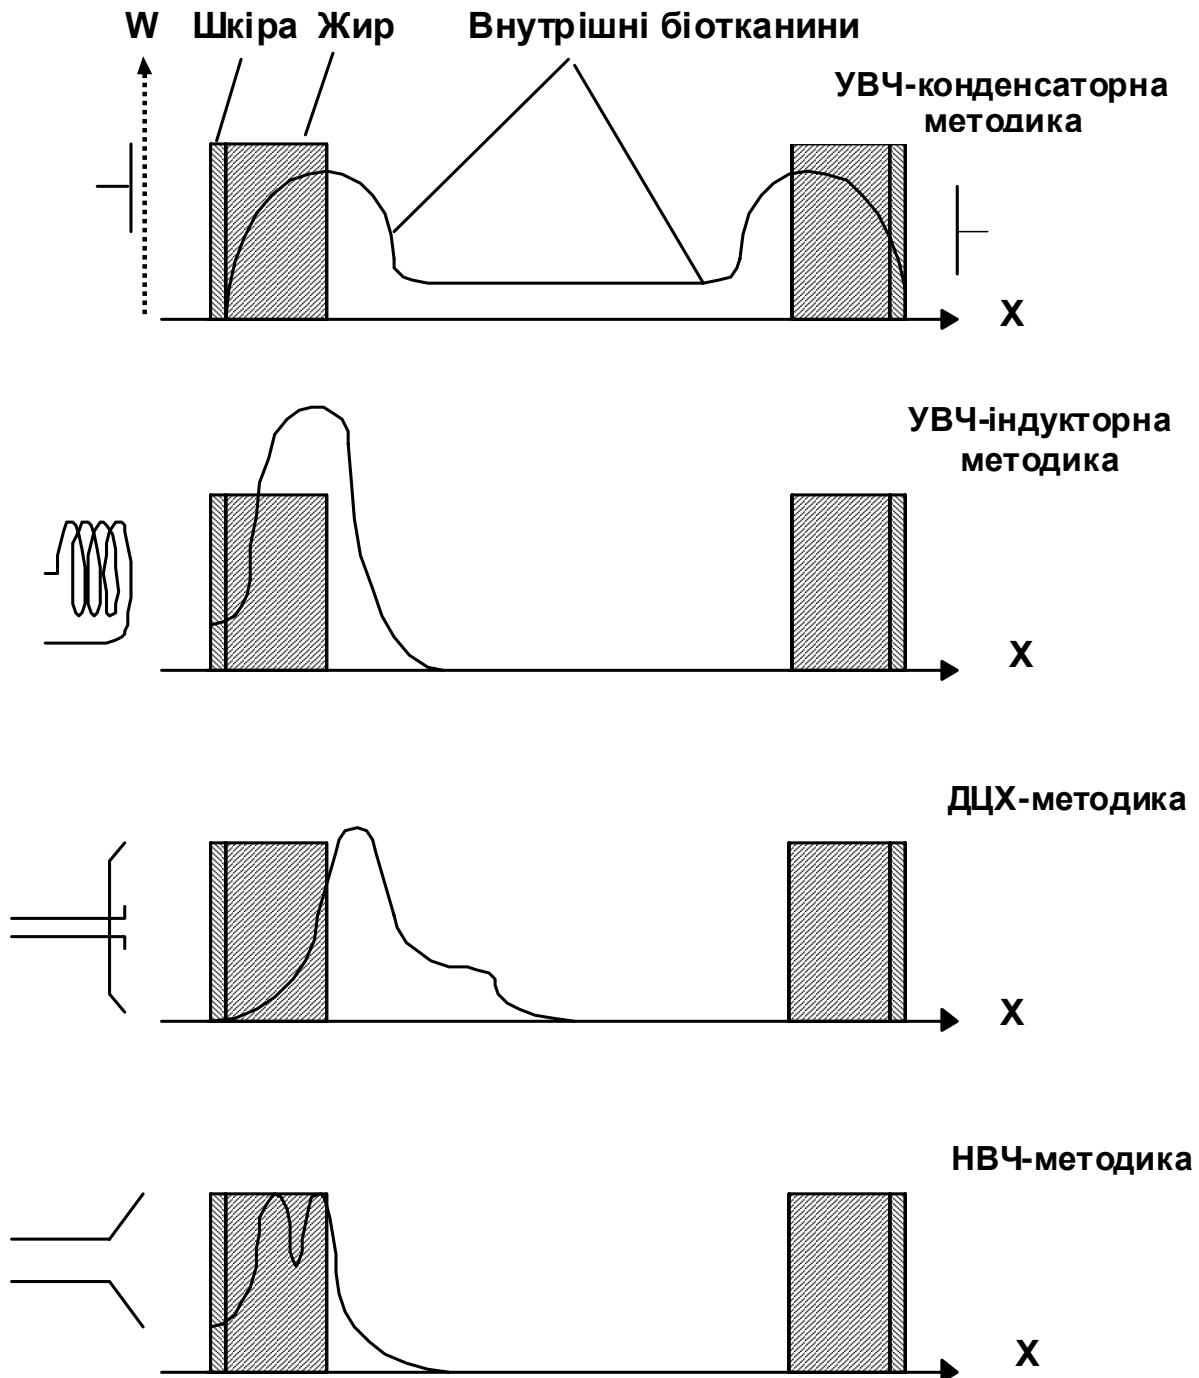 W Шкіра Жир Внутрішні біотканини
УВЧ-конденсаторна
методика
X
УВЧ-індукторна
методика
X
ДЦХ-методика
X
НВЧ-методика
X